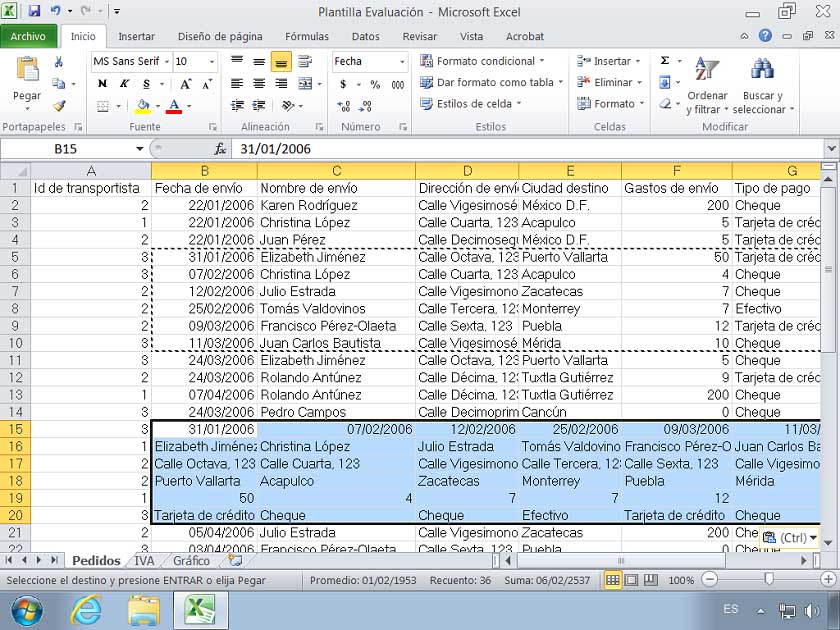 Plantilla Evaluación - Microsoft Excel
Archivo Inicio Insertar Diseño de página Fórmulas Datos Revisar Vista Acrobat
MS Sans Serif 10 Fecha Formato condicional Insertar Σ
Pegar N K S A A $ % 000 Dar formato como tabla Eliminar Ordenar y filtrar Buscar y seleccionar
A Estilos de celda Formato
Portapapeles Fuente Alineación Número Estilos Celdas Modificar
B15 fx 31/01/2006
A B C D E F G
1 Id de transportista Fecha de envío Nombre de envío Dirección de enví Ciudad destino Gastos de envío Tipo de pago
2 2 22/01/2006 Karen Rodríguez Calle Vigesimosé México D.F. 200 Cheque
3 1 22/01/2006 Christina López Calle Cuarta, 123 Acapulco 5 Tarjeta de créd
4 2 22/01/2006 Juan Pérez Calle Decimosegu México D.F. 5 Tarjeta de créd
5 3 31/01/2006 Elizabeth Jiménez Calle Octava, 123 Puerto Vallarta 50 Tarjeta de créd
6 3 07/02/2006 Christina López Calle Cuarta, 123 Acapulco 4 Cheque
7 2 12/02/2006 Julio Estrada Calle Vigesimono Zacatecas 7 Cheque
8 2 25/02/2006 Tomás Valdovinos Calle Tercera, 12 Monterrey 7 Efectivo
9 2 09/03/2006 Francisco Pérez-Olaeta Calle Sexta, 123 Puebla 12 Tarjeta de créd
10 3 11/03/2006 Juan Carlos Bautista Calle Vigesimosé Mérida 10 Cheque
11 3 24/03/2006 Elizabeth Jiménez Calle Octava, 123 Puerto Vallarta 5 Cheque
12 2 24/03/2006 Rolando Antúnez Calle Décima, 12 Tuxtla Gutiérrez 9 Tarjeta de créd
13 1 07/04/2006 Rolando Antúnez Calle Décima, 12 Tuxtla Gutiérrez 200 Cheque
14 3 24/03/2006 Pedro Campos Calle Decimoprim Cancún 0 Cheque
15 3 31/01/2006 07/02/2006 12/02/2006 25/02/2006 09/03/2006 11/03/
16 1 Elizabeth Jiménez Christina López Julio Estrada Tomás Valdovino Francisco Pérez-O Juan Carlos Ba
17 2 Calle Octava, 123 Calle Cuarta, 123 Calle Vigesimono Calle Tercera, 12 Calle Sexta, 123 Calle Vigesimo
18 2 Puerto Vallarta Acapulco Zacatecas Monterrey Puebla Mérida
19 1 50 4 7 7 12
20 3 Tarjeta de crédito Cheque Cheque Efectivo Tarjeta de crédito Cheque
21 2 05/04/2006 Julio Estrada Calle Vigesimono Zacatecas 200 Che (Ctrl)
22 3 03/04/2006 Francisco Pérez-Olaeta Calle Sexta, 123 Puebla 0 Cheque
Pedidos IVA Gráfico
Seleccione el destino y presione ENTRAR o elija Pegar Promedio: 01/02/1953 Recuento: 36 Suma: 06/02/2537 100%
ES